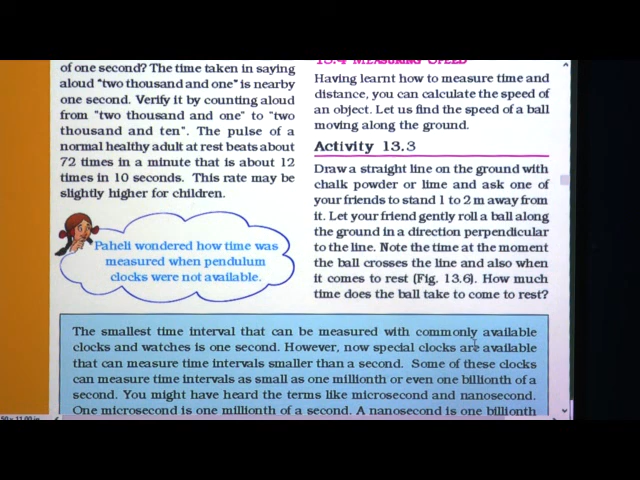 of one second? The time taken in saying
aloud "two thousand and one" is nearby
one second. Verify it by counting aloud
from "two thousand and one" to "two
thousand and ten". The pulse of a
normal healthy adult at rest beats about
72 times in a minute that is about 12
times in 10 seconds. This rate may be
slightly higher for children.
Paheli wondered how time was
measured when pendulum
clocks were not available.
13.4 MEASURING SPEED
Having learnt how to measure time and
distance, you can calculate the speed of
an object. Let us find the speed of a ball
moving along the ground.
Activity 13.3
Draw a straight line on the ground with
chalk powder or lime and ask one of
your friends to stand 1 to 2 m away from
it. Let your friend gently roll a ball along
the ground in a direction perpendicular
to the line. Note the time at the moment
the ball crosses the line and also when
it comes to rest (Fig. 13.6). How much
time does the ball take to come to rest?
The smallest time interval that can be measured with commonly available
clocks and watches is one second. However, now special clocks are available
that can measure time intervals smaller than a second. Some of these clocks
can measure time intervals as small as one millionth or even one billionth of a
second. You might have heard the terms like microsecond and nanosecond.
One microsecond is one millionth of a second. A nanosecond is one billionth